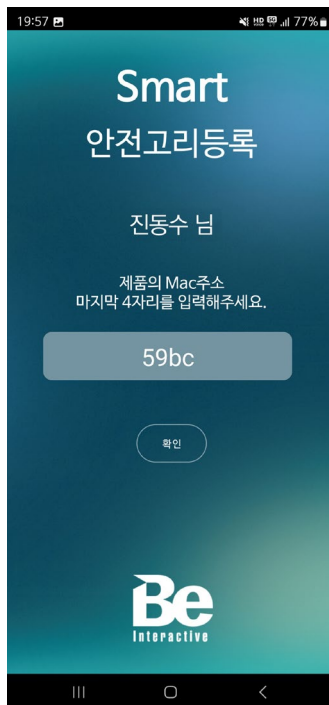 19:57 77%
Smart
안전고리등록
진동수 님
제품의 Mac주소
마지막 4자리를 입력해주세요.
59bc
확인
Be
Interactive